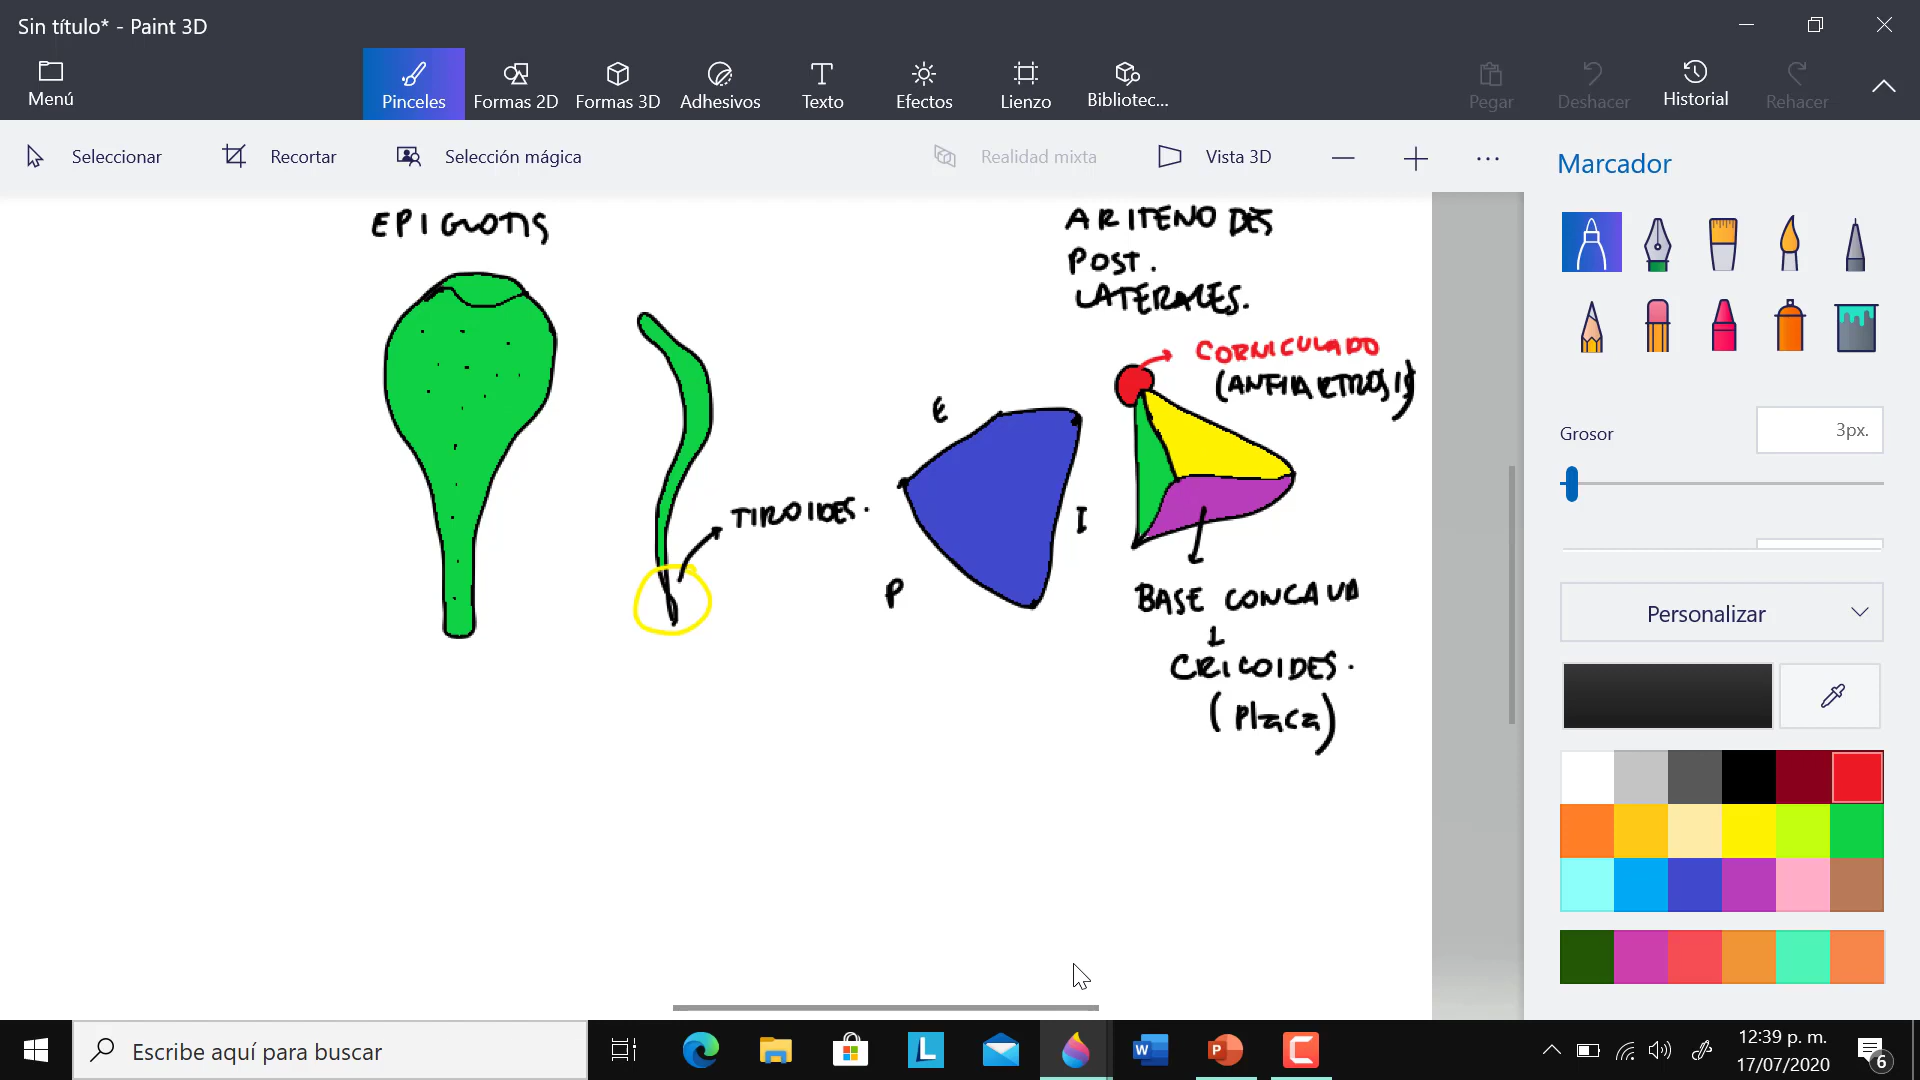 Sin título* - Paint 3D
Menú
Pinceles
Formas 2D
Formas 3D
Adhesivos
Texto
Efectos
Lienzo
Bibliotec...
Pegar
Deshacer
Historial
Rehacer
Seleccionar
Recortar
Selección mágica
Realidad mixta
Vista 3D
Marcador
Grosor
3px.
Personalizar
EPIGLOTIS
TIROIDES.
ARITENOIDES
POST.
LATERALES.
CORNICULADO
(ANFIARTROSIS)
E
I
P
BASE CONCAVA
CRICOIDES.
(Placa)
Escribe aquí para buscar
12:39 p. m.
17/07/2020
6